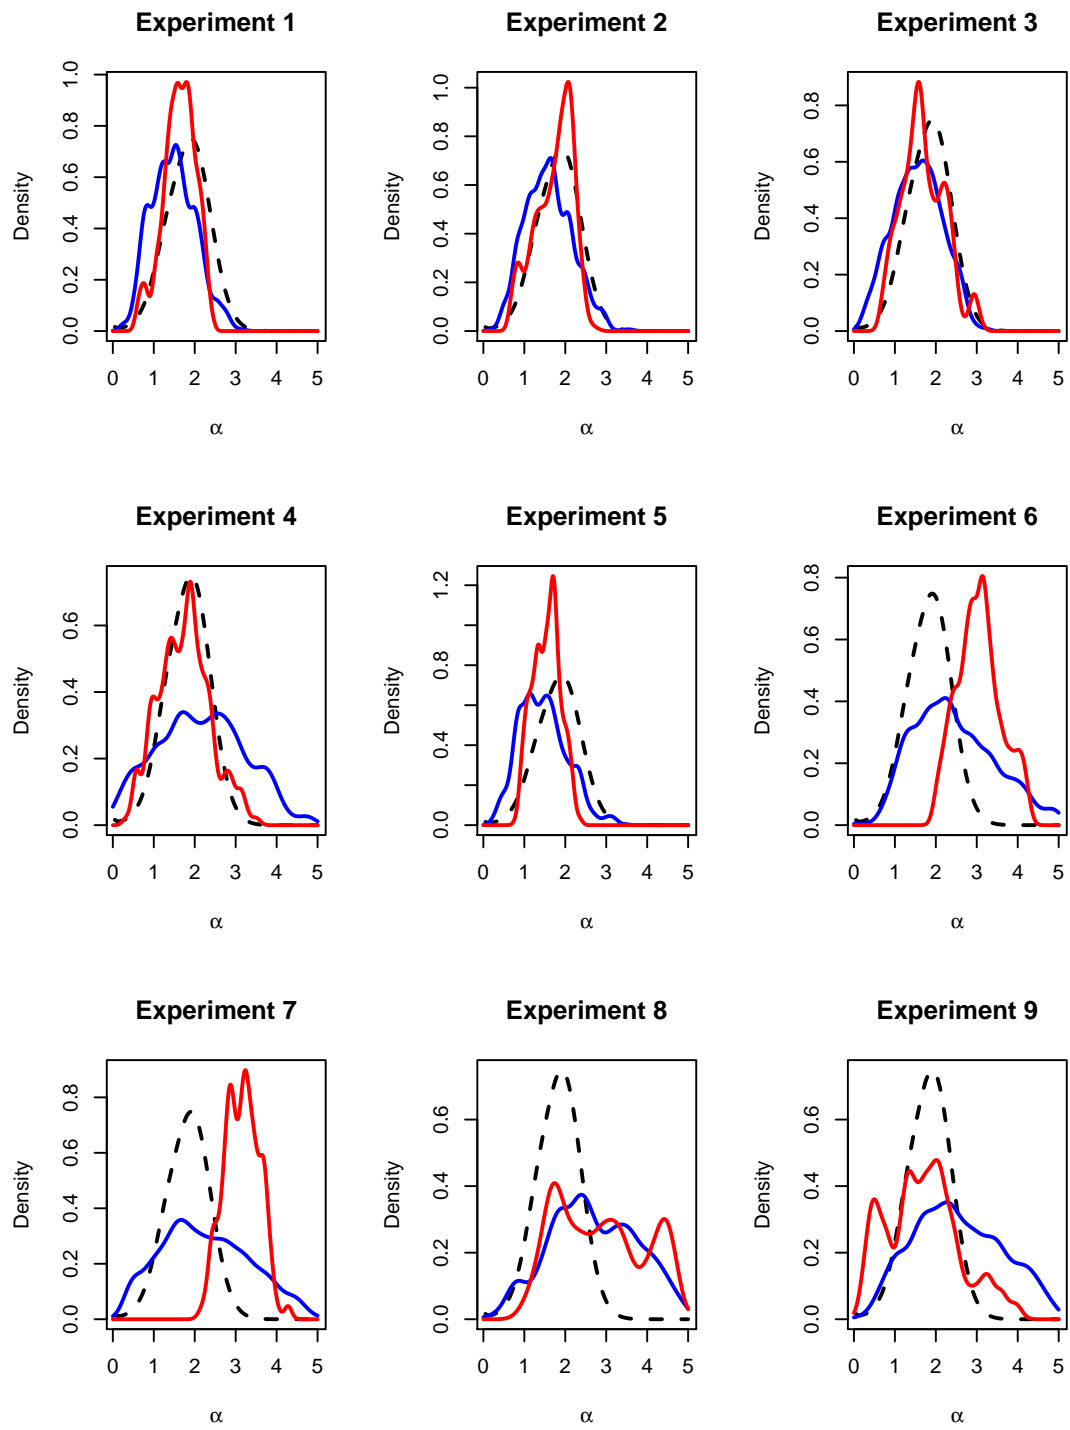 Experiment 1
Experiment 2
Experiment 3
Density
0.0 0.2 0.4 0.6 0.8 1.0
0 1 2 3 4 5
α
Density
0.0 0.2 0.4 0.6 0.8 1.0
0 1 2 3 4 5
α
Density
0.0 0.2 0.4 0.6 0.8
0 1 2 3 4 5
α
Experiment 4
Experiment 5
Experiment 6
Density
0.0 0.2 0.4 0.6
0 1 2 3 4 5
α
Density
0.0 0.4 0.8 1.2
0 1 2 3 4 5
α
Density
0.0 0.2 0.4 0.6 0.8
0 1 2 3 4 5
α
Experiment 7
Experiment 8
Experiment 9
Density
0.0 0.2 0.4 0.6 0.8
0 1 2 3 4 5
α
Density
0.0 0.2 0.4 0.6
0 1 2 3 4 5
α
Density
0.0 0.2 0.4 0.6
0 1 2 3 4 5
α